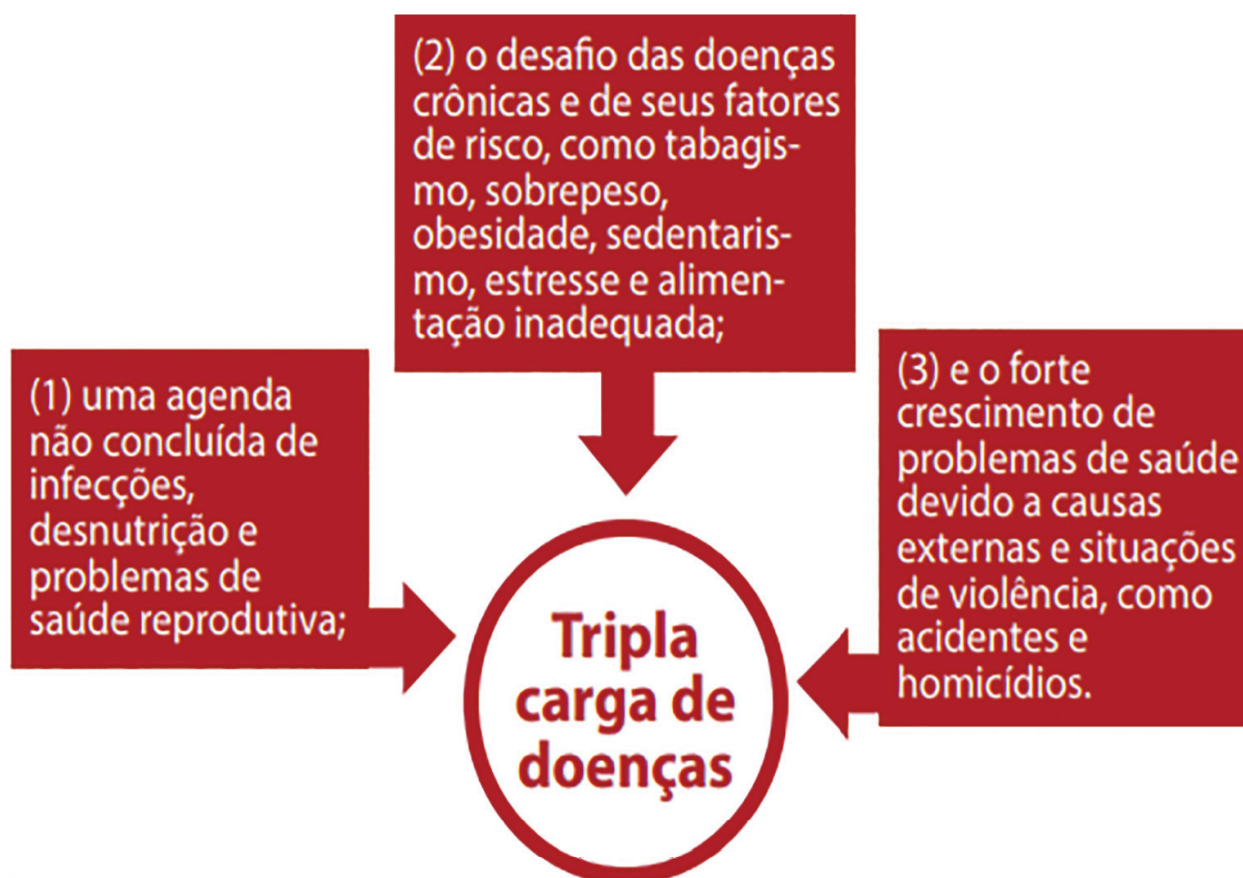 (1) uma agenda
não concluída de
infecções,
desnutrição e
problemas de
saúde reprodutiva;
(2) o desafio das doenças
crônicas e de seus fatores
de risco, como tabagis-
mo, sobrepeso,
obesidade, sedentaris-
mo, estresse e alimen-
tação inadequada;
(3) e o forte
crescimento de
problemas de saúde
devido a causas
externas e situações
de violência, como
acidentes e
homicídios.
Tripla
carga de
doenças